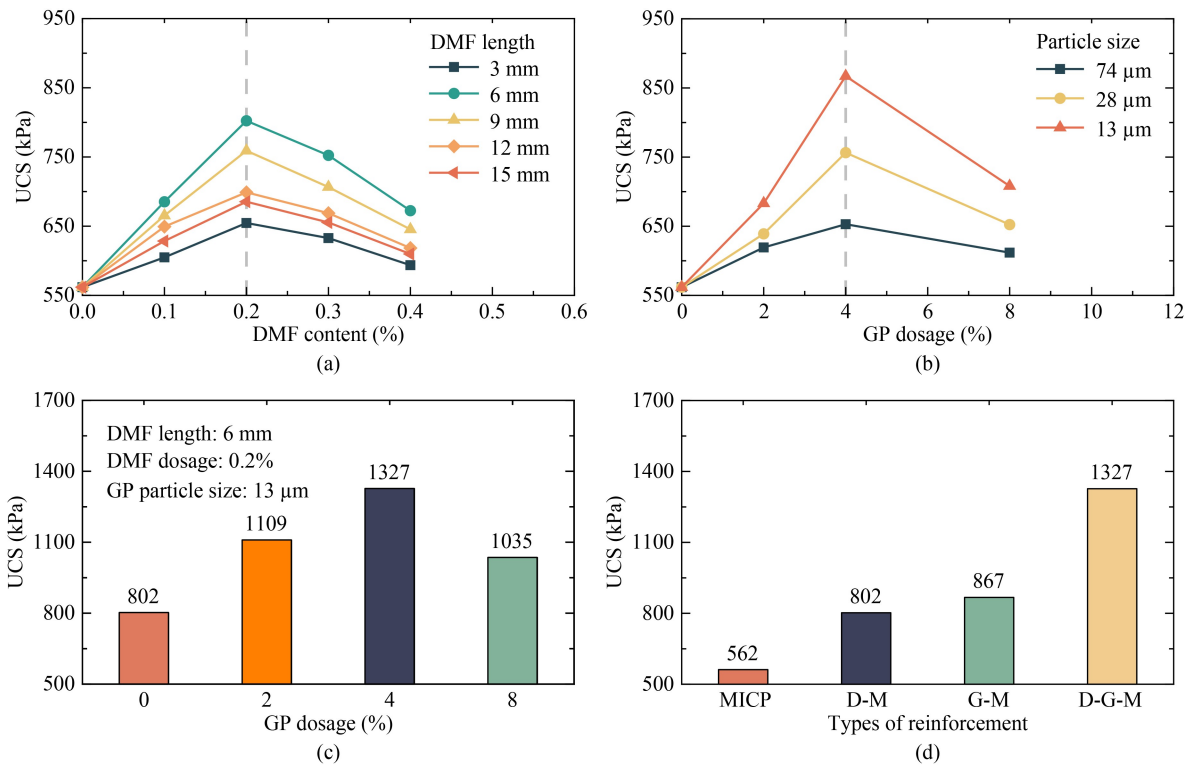 950
850
750
650
550
UCS (kPa)
DMF length
3 mm
6 mm
9 mm
12 mm
15 mm
0.0
0.1
0.2
0.3
0.4
0.5
0.6
DMF content (%)
(a)
950
850
750
650
550
UCS (kPa)
Particle size
74 µm
28 µm
13 µm
0
2
4
6
8
10
12
GP dosage (%)
(b)
1700
1400
1100
800
500
UCS (kPa)
DMF length: 6 mm
DMF dosage: 0.2%
GP particle size: 13 µm
802
1109
1327
1035
0
2
4
8
GP dosage (%)
(c)
1700
1400
1100
800
500
UCS (kPa)
562
802
867
1327
MICP
D-M
G-M
D-G-M
Types of reinforcement
(d)